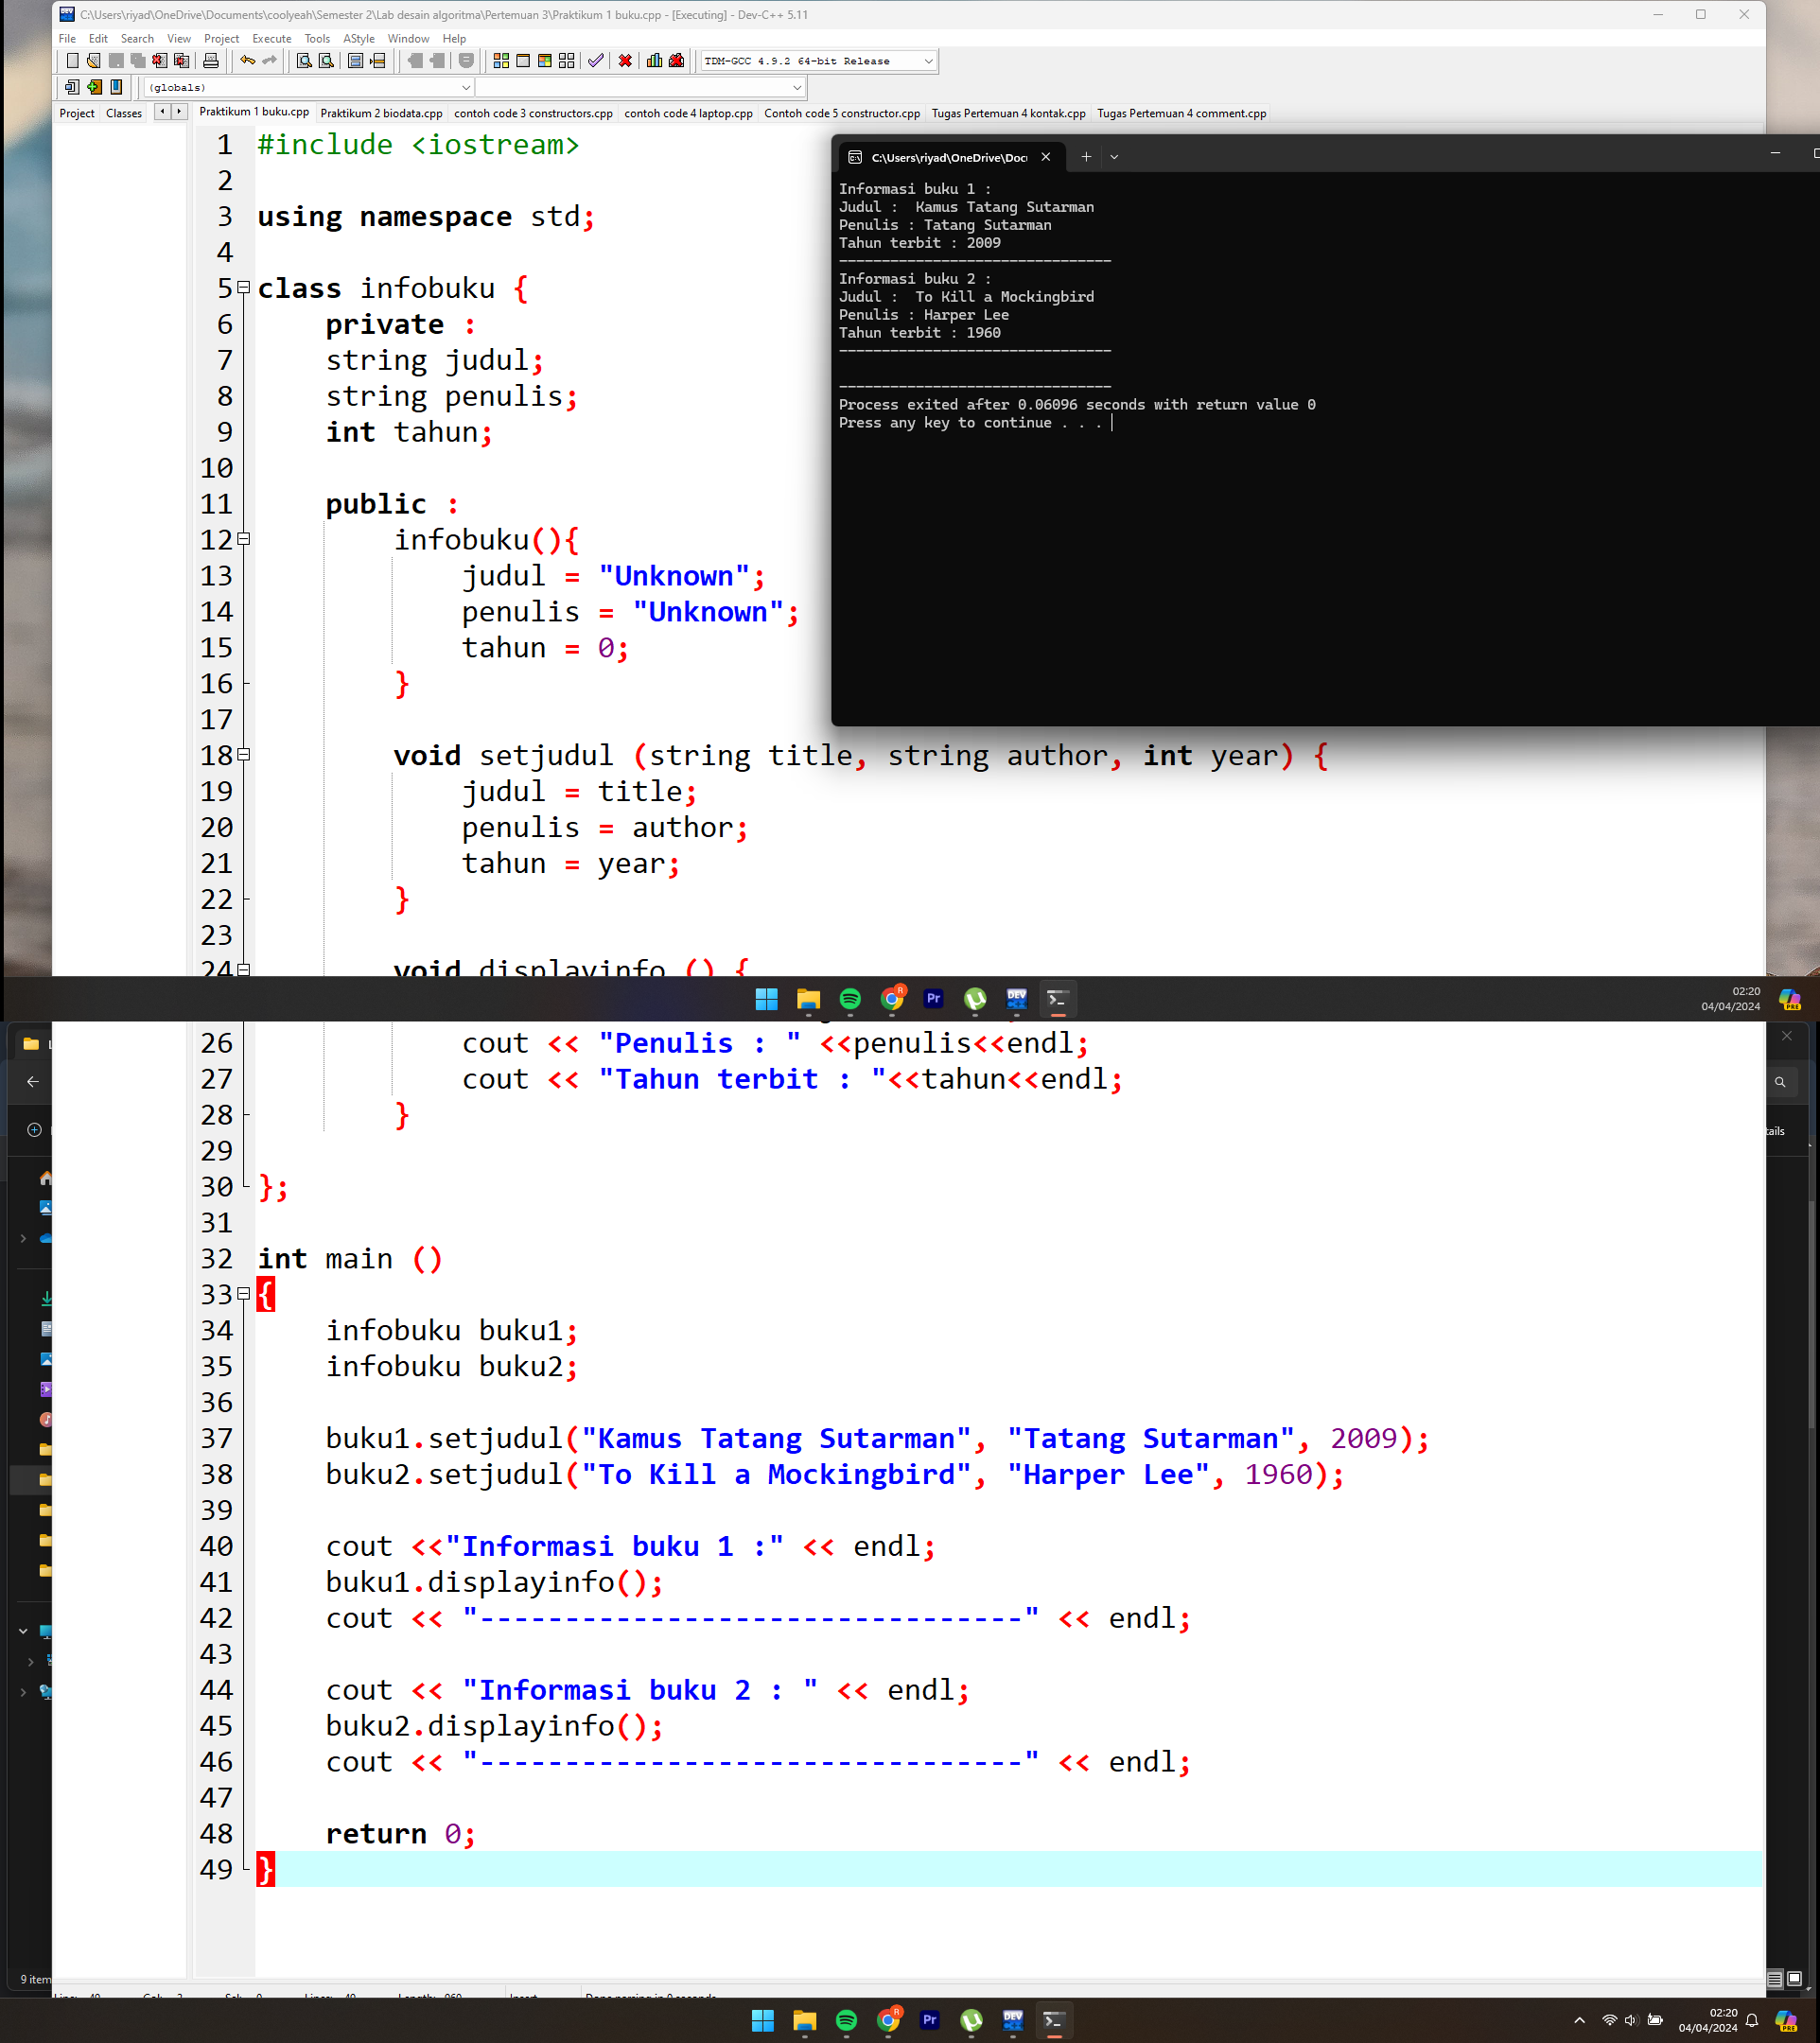 C:\Users\riyad\OneDrive\Documents\coolyeah\Semester 2\Lab desain algoritma\Pertemuan 3\Praktikum 1 buku.cpp - [Executing] - Dev-C++ 5.11
File Edit Search View Project Execute Tools AStyle Window Help
TDM-GCC 4.9.2 64-bit Release
(globals)
Project Classes Praktikum 1 buku.cpp Praktikum 2 biodata.cpp contoh code 3 constructors.cpp contoh code 4 laptop.cpp Contoh code 5 constructor.cpp Tugas Pertemuan 4 kontak.cpp Tugas Pertemuan 4 comment.cpp
1 #include <iostream>
2
3 using namespace std;
4
5 class infobuku {
6 private :
7 string judul;
8 string penulis;
9 int tahun;
10
11 public :
12 infobuku(){
13 judul = "Unknown";
14 penulis = "Unknown";
15 tahun = 0;
16 }
17
18 void setjudul (string title, string author, int year) {
19 judul = title;
20 penulis = author;
21 tahun = year;
22 }
23
24 void displayinfo () {
C:\Users\riyad\OneDrive\Doc
Informasi buku 1 :
Judul :  Kamus Tatang Sutarman
Penulis : Tatang Sutarman
Tahun terbit : 2009
--------------------------------
Informasi buku 2 :
Judul :  To Kill a Mockingbird
Penulis : Harper Lee
Tahun terbit : 1960
--------------------------------
--------------------------------
Process exited after 0.06096 seconds with return value 0
Press any key to continue . . .
R Pr DEV
02:20
04/04/2024
PRE
26 cout << "Penulis : " <<penulis<<endl;
27 cout << "Tahun terbit : "<<tahun<<endl;
28 }
29
30 };
31
32 int main ()
33 {
34 infobuku buku1;
35 infobuku buku2;
36
37 buku1.setjudul("Kamus Tatang Sutarman", "Tatang Sutarman", 2009);
38 buku2.setjudul("To Kill a Mockingbird", "Harper Lee", 1960);
39
40 cout <<"Informasi buku 1 :" << endl;
41 buku1.displayinfo();
42 cout << "--------------------------------" << endl;
43
44 cout << "Informasi buku 2 : " << endl;
45 buku2.displayinfo();
46 cout << "--------------------------------" << endl;
47
48 return 0;
49 }
tails
9 item
R Pr DEV
02:20
04/04/2024
PRE